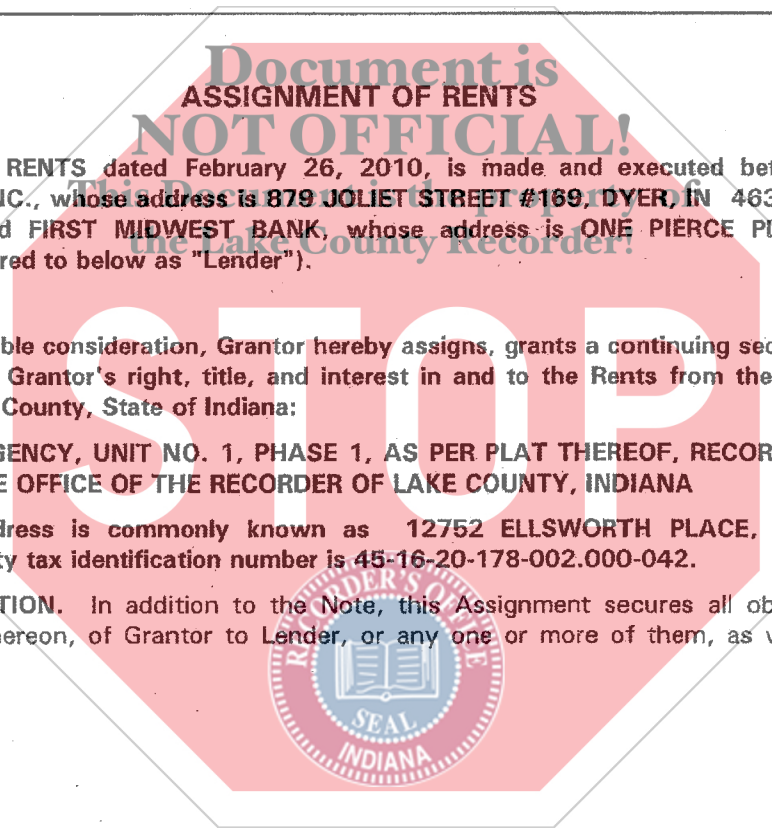 Document is
ASSIGNMENT OF RENTS
NOT OFFICIAL!
RENTS dated February 26, 2010, is made and executed bet
NC., whose address is 879 JOLIET STREET #169, DYER, IN 463
This Document is the property of
d FIRST MIDWEST BANK, whose address is ONE PIERCE PL
the Lake County Recorder!
red to below as "Lender").
STOP
ble consideration, Grantor hereby assigns, grants a continuing sec
Grantor's right, title, and interest in and to the Rents from the
County, State of Indiana:
GENCY, UNIT NO. 1, PHASE 1, AS PER PLAT THEREOF, RECOR
E OFFICE OF THE RECORDER OF LAKE COUNTY, INDIANA
dress is commonly known as 12752 ELLSWORTH PLACE,
ty tax identification number is 45-16-20-178-002.000-042.
TION. In addition to the Note, this Assignment secures all ob
hereon, of Grantor to Lender, or any one or more of them, as w
RECORDER'S OFFICE
SEAL
INDIANA